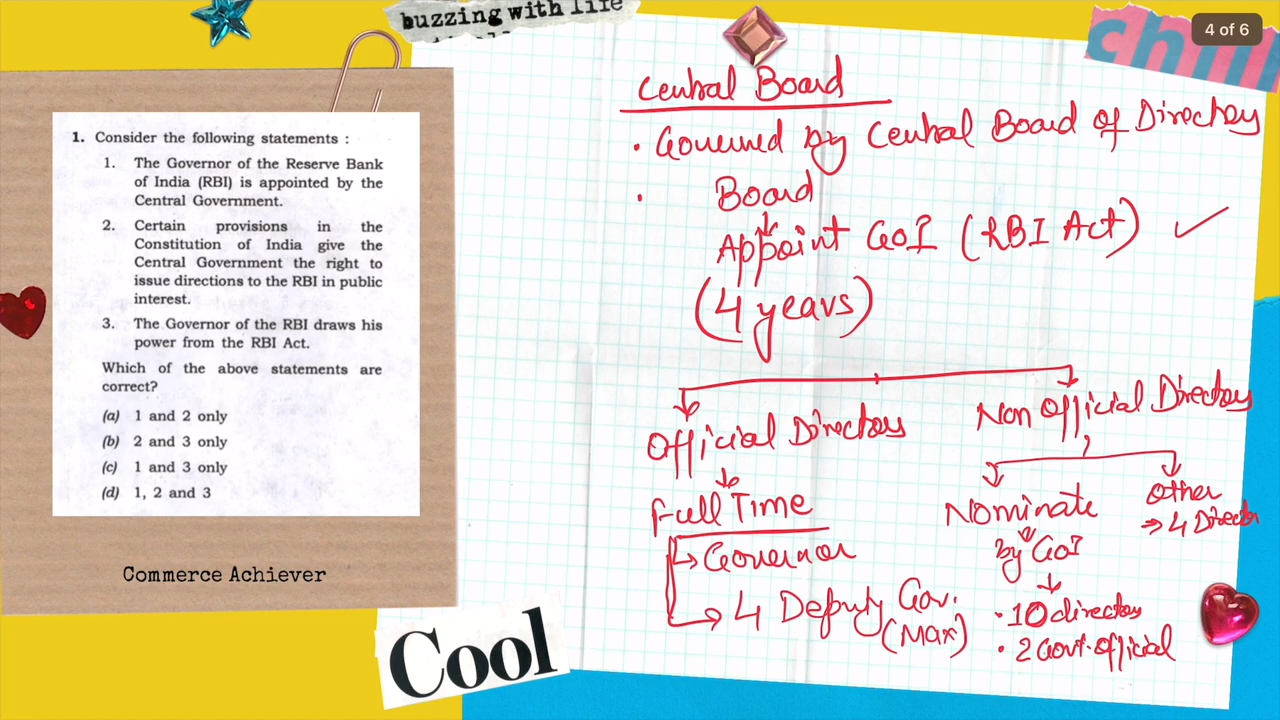 buzzing with life
4 of 6
chill
1. Consider the following statements :
1. The Governor of the Reserve Bank
of India (RBI) is appointed by the
Central Government.
2. Certain provisions in the
Constitution of India give the
Central Government the right to
issue directions to the RBI in public
interest.
3. The Governor of the RBI draws his
power from the RBI Act.
Which of the above statements are
correct?
(a) 1 and 2 only
(b) 2 and 3 only
(c) 1 and 3 only
(d) 1, 2 and 3
Commerce Achiever
Cool
Central Board
• Governed by Central Board of Directors
• Board
Appoint GOI (RBI Act)
(4 years)
Official Directors
Non Official Directors
Full Time
Governor
4 Deputy Gov.
(Max)
Nominate
by GOI
• 10 directors
• 2 Govt. official
Other
→ 4 Director